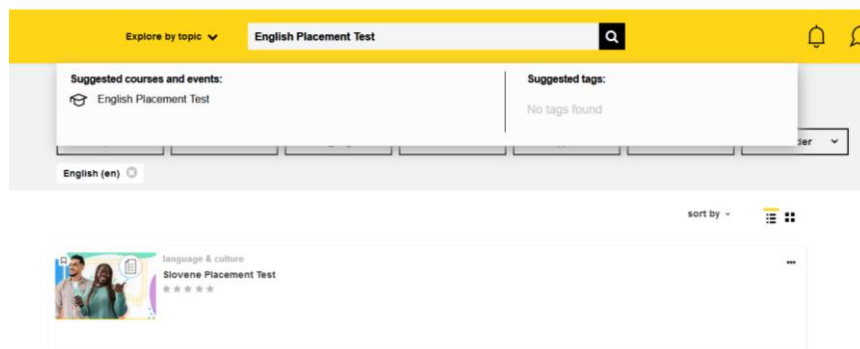 Explore by topic
English Placement Test
Suggested courses and events:
Suggested tags:
English Placement Test
No tags found
English (en)
sort by
language & culture
Slovene Placement Test